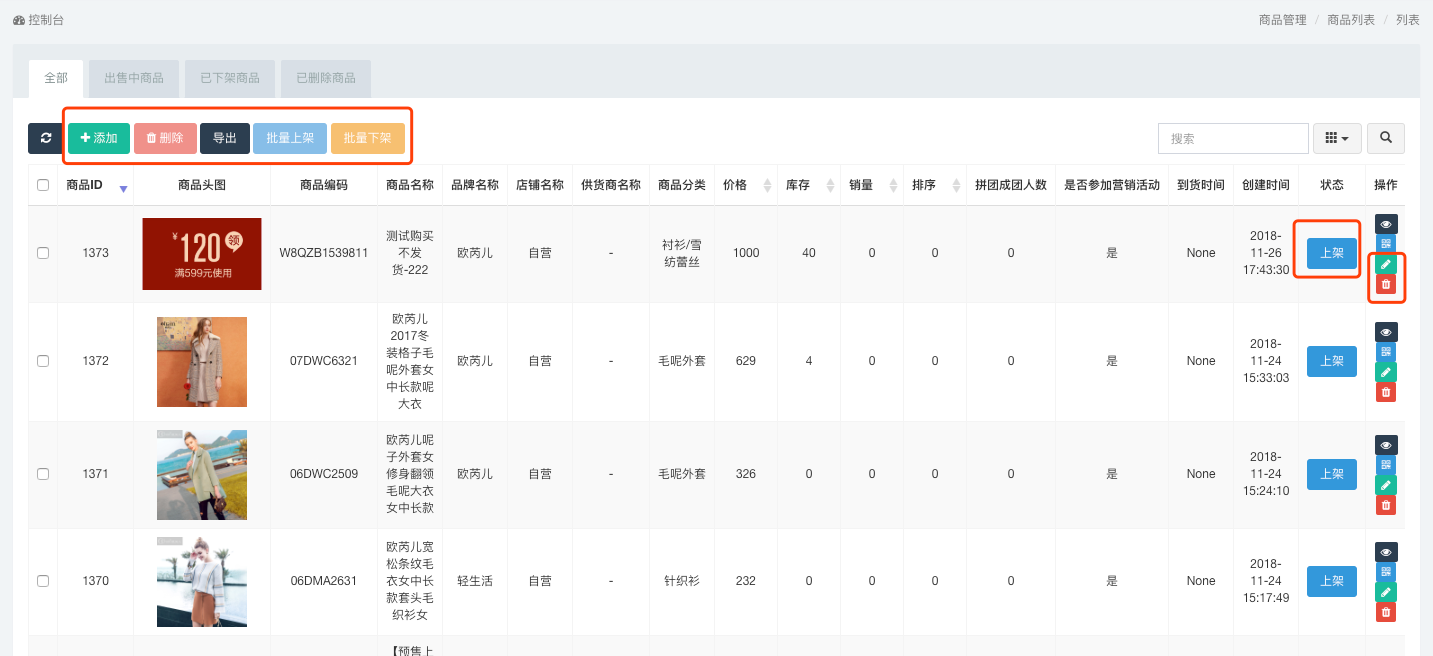 控制台
商品管理 / 商品列表 / 列表
全部 出售中商品 已下架商品 已删除商品
添加 删除 导出 批量上架 批量下架 搜索
商品ID 商品头图 商品编码 商品名称 品牌名称 店铺名称 供货商名称 商品分类 价格 库存 销量 排序 拼团成团人数 是否参加营销活动 到货时间 创建时间 状态 操作
1373
¥120 领
满599元使用
W8QZB1539811
测试购买
不发
货-222
欧芮儿
自营
-
衬衫/雪
纺蕾丝
1000
40
0
0
0
是
None
2018-
11-26
17:43:30
上架
1372
07DWC6321
欧芮儿
2017冬
装格子毛
呢外套女
中长款呢
大衣
欧芮儿
自营
-
毛呢外套
629
4
0
0
0
是
None
2018-
11-24
15:33:03
上架
1371
06DWC2509
欧芮儿呢
子外套女
修身翻领
毛呢大衣
女中长款
欧芮儿
自营
-
毛呢外套
326
0
0
0
0
是
None
2018-
11-24
15:24:10
上架
1370
06DMA2631
欧芮儿宽
松条纹毛
衣女中长
款套头毛
织衫女
轻生活
自营
-
针织衫
232
0
0
0
0
是
None
2018-
11-24
15:17:49
上架
【预售上